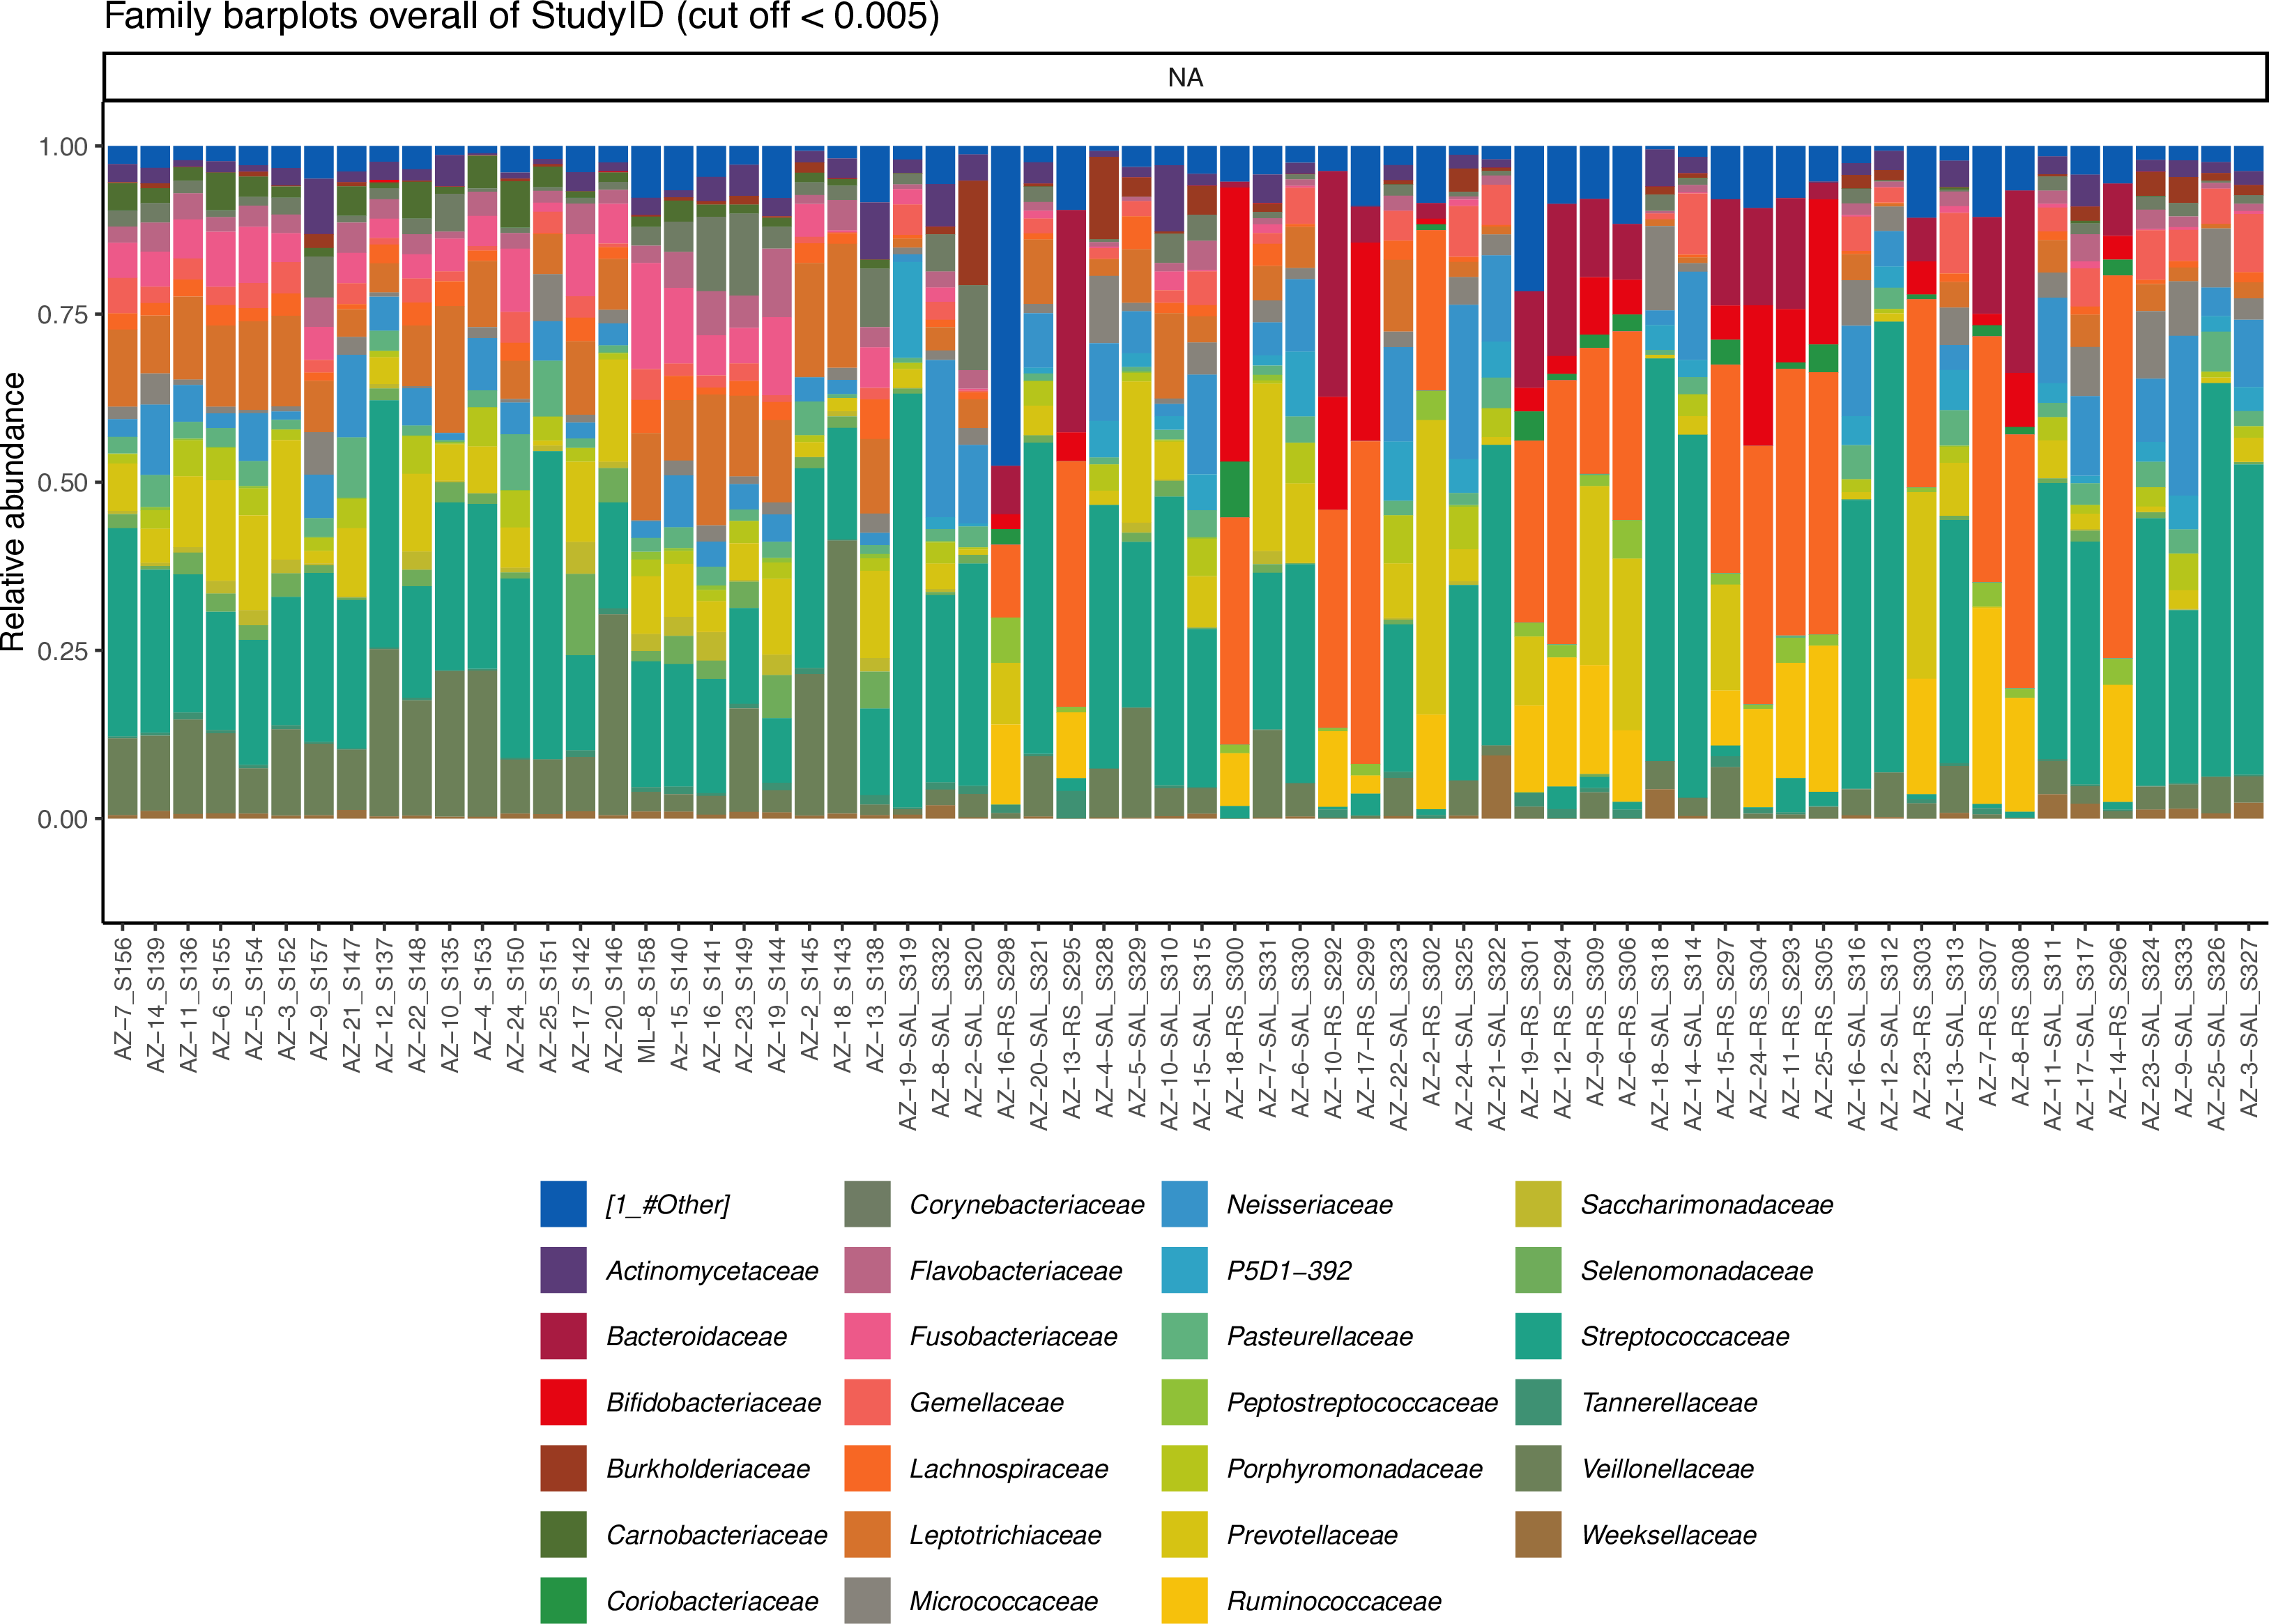 Family barplots overall of StudyID (cut off < 0.005)
NA
Relative abundance
1.00
0.75
0.50
0.25
0.00
AZ−7_S156
AZ−14_S139
AZ−11_S136
AZ−6_S155
AZ−5_S154
AZ−3_S152
AZ−9_S157
AZ−21_S147
AZ−12_S137
AZ−22_S148
AZ−10_S135
AZ−4_S153
AZ−24_S150
AZ−25_S151
AZ−17_S142
AZ−20_S146
ML−8_S158
Az−15_S140
AZ−16_S141
AZ−23_S149
AZ−19_S144
AZ−2_S145
AZ−18_S143
AZ−13_S138
AZ−19−SAL_S319
AZ−8−SAL_S332
AZ−2−SAL_S320
AZ−16−RS_S298
AZ−20−SAL_S321
AZ−13−RS_S295
AZ−4−SAL_S328
AZ−5−SAL_S329
AZ−10−SAL_S310
AZ−15−SAL_S315
AZ−18−RS_S300
AZ−7−SAL_S331
AZ−6−SAL_S330
AZ−10−RS_S292
AZ−17−RS_S299
AZ−22−SAL_S323
AZ−2−RS_S302
AZ−24−SAL_S325
AZ−21−SAL_S322
AZ−19−RS_S301
AZ−12−RS_S294
AZ−9−RS_S309
AZ−6−RS_S306
AZ−18−SAL_S318
AZ−14−SAL_S314
AZ−15−RS_S297
AZ−24−RS_S304
AZ−11−RS_S293
AZ−25−RS_S305
AZ−16−SAL_S316
AZ−12−SAL_S312
AZ−23−RS_S303
AZ−13−SAL_S313
AZ−7−RS_S307
AZ−8−RS_S308
AZ−11−SAL_S311
AZ−17−SAL_S317
AZ−14−RS_S296
AZ−23−SAL_S324
AZ−9−SAL_S333
AZ−25−SAL_S326
AZ−3−SAL_S327
[1_#Other]
Actinomycetaceae
Bacteroidaceae
Bifidobacteriaceae
Burkholderiaceae
Carnobacteriaceae
Coriobacteriaceae
Corynebacteriaceae
Flavobacteriaceae
Fusobacteriaceae
Gemellaceae
Lachnospiraceae
Leptotrichiaceae
Micrococcaceae
Neisseriaceae
P5D1−392
Pasteurellaceae
Peptostreptococcaceae
Porphyromonadaceae
Prevotellaceae
Ruminococcaceae
Saccharimonadaceae
Selenomonadaceae
Streptococcaceae
Tannerellaceae
Veillonellaceae
Weeksellaceae